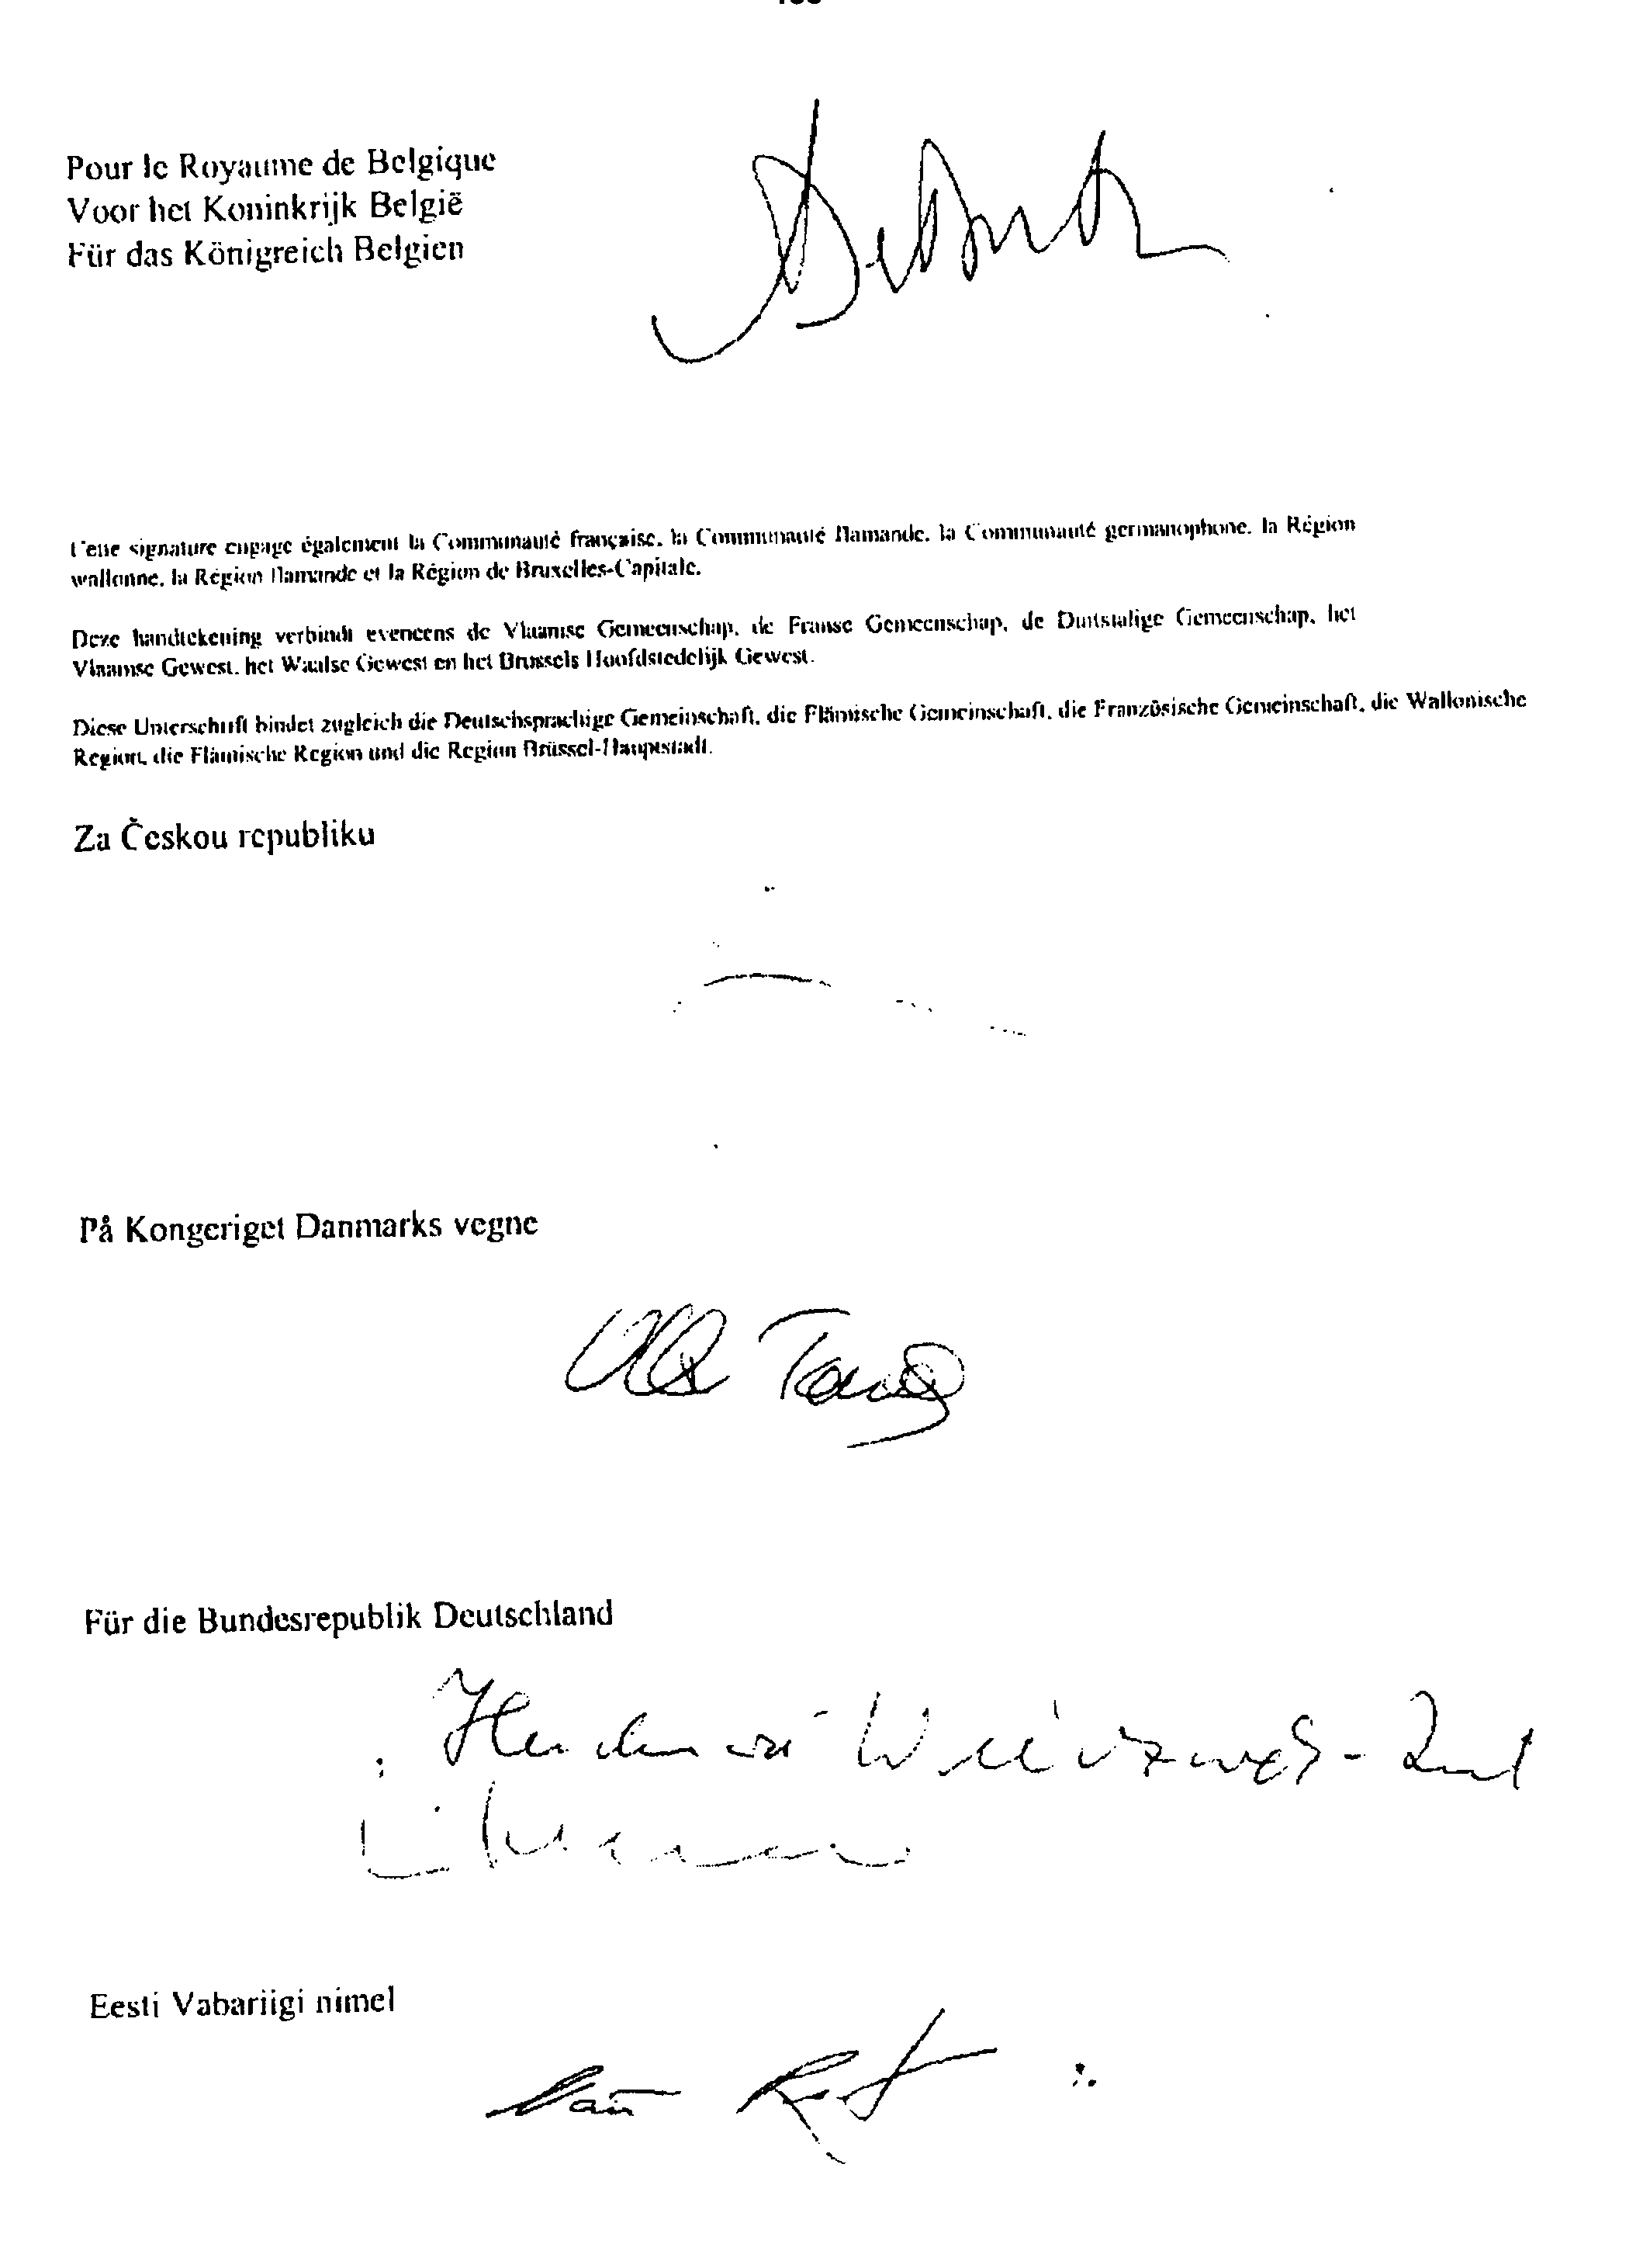 Pour le Royaume de Belgique
Voor het Koninkrijk België
Für das Königreich Belgien
Cette signature engage également la Communauté française, la Communauté flamande, la Communauté germanophone, la Région
wallonne, la Région flamande et la Région de Bruxelles-Capitale.
Deze handtekening verbindt eveneens de Vlaamse Gemeenschap, de Franse Gemeenschap, de Duitstalige Gemeenschap, het
Vlaamse Gewest, het Waalse Gewest en het Brussels Hoofdstedelijk Gewest.
Diese Unterschrift bindet zugleich die Deutschsprachige Gemeinschaft, die Flämische Gemeinschaft, die Französische Gemeinschaft, die Wallonische
Region, die Flämische Region und die Region Brüssel-Hauptstadt.
Za Českou republiku
På Kongeriget Danmarks vegne
Für die Bundesrepublik Deutschland
Eesti Vabariigi nimel